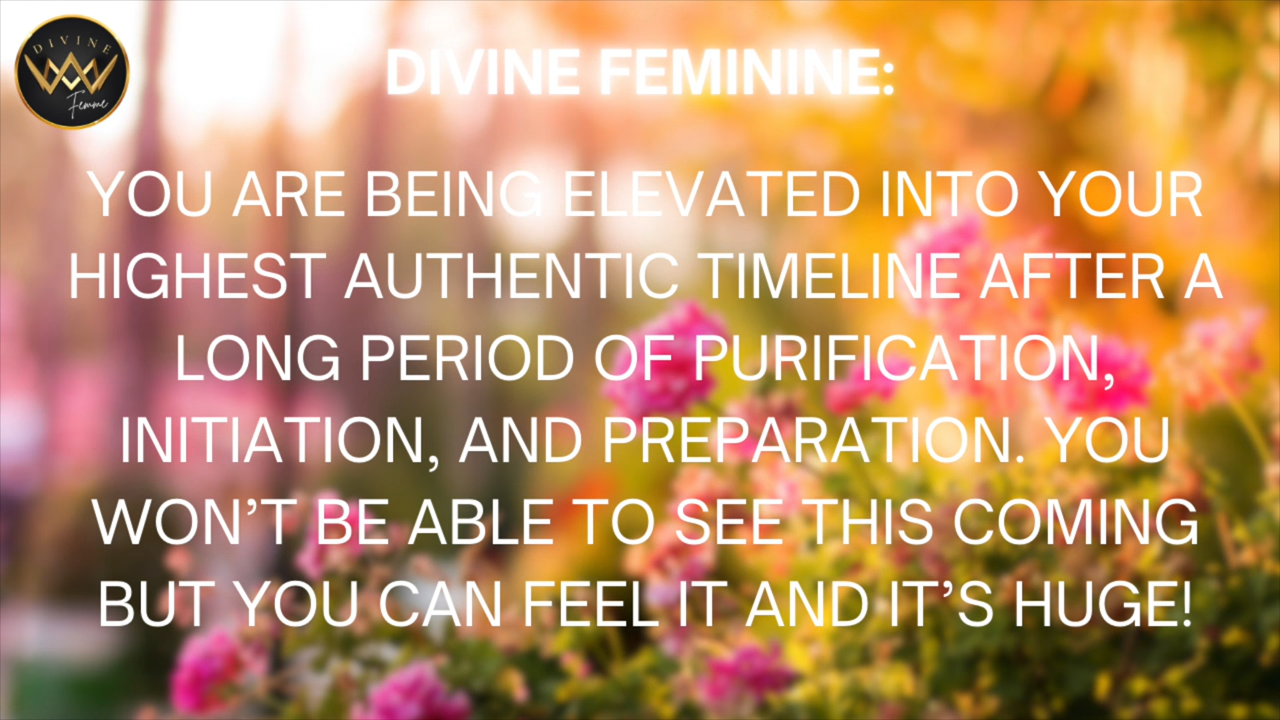 DIVINE
Femme
DIVINE FEMININE:
YOU ARE BEING ELEVATED INTO YOUR
HIGHEST AUTHENTIC TIMELINE AFTER A
LONG PERIOD OF PURIFICATION,
INITIATION, AND PREPARATION. YOU
WON’T BE ABLE TO SEE THIS COMING
BUT YOU CAN FEEL IT AND IT’S HUGE!